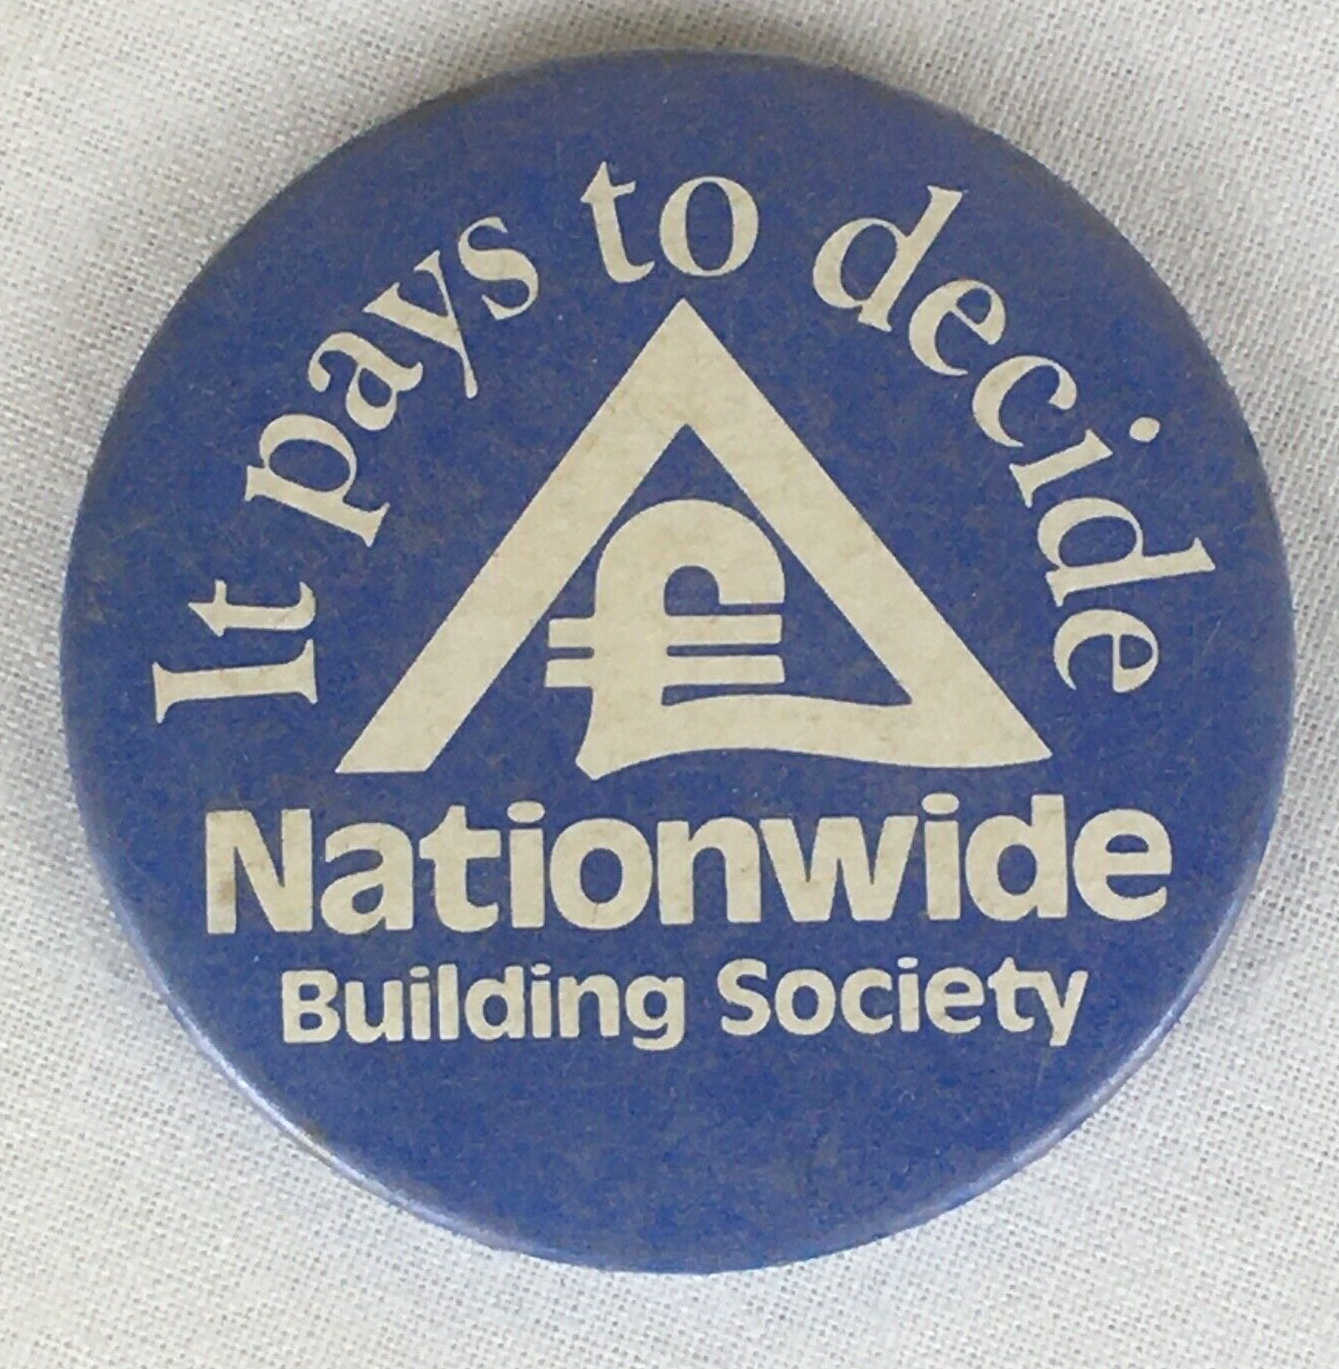 It pays to decide
£
Nationwide
Building Society